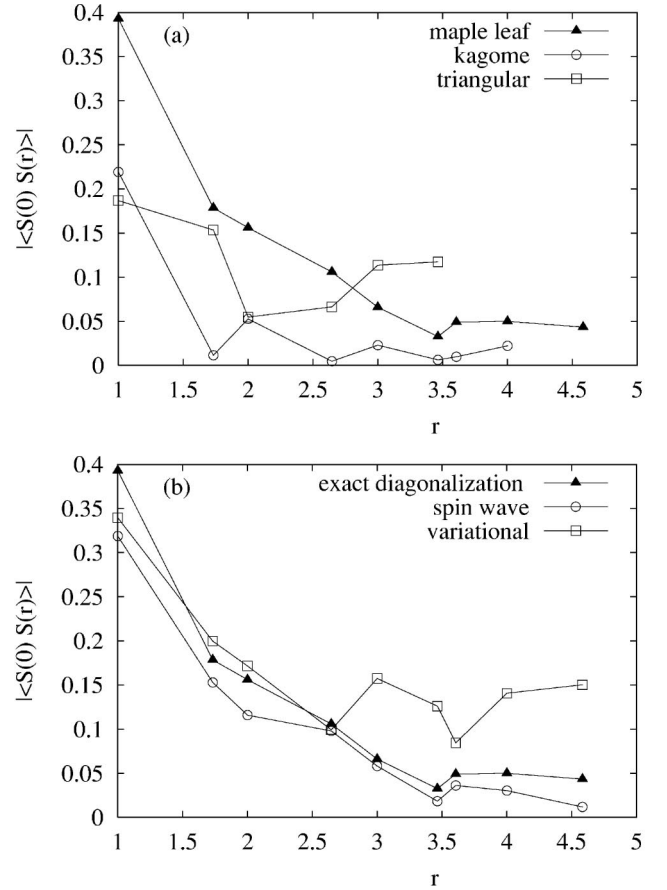 (a)
maple leaf
kagome
triangular
|<S(0) S(r)>|
0.4
0.35
0.3
0.25
0.2
0.15
0.1
0.05
0
1 1.5 2 2.5 3 3.5 4 4.5 5
r
(b)
exact diagonalization
spin wave
variational
|<S(0) S(r)>|
0.4
0.35
0.3
0.25
0.2
0.15
0.1
0.05
0
1 1.5 2 2.5 3 3.5 4 4.5 5
r